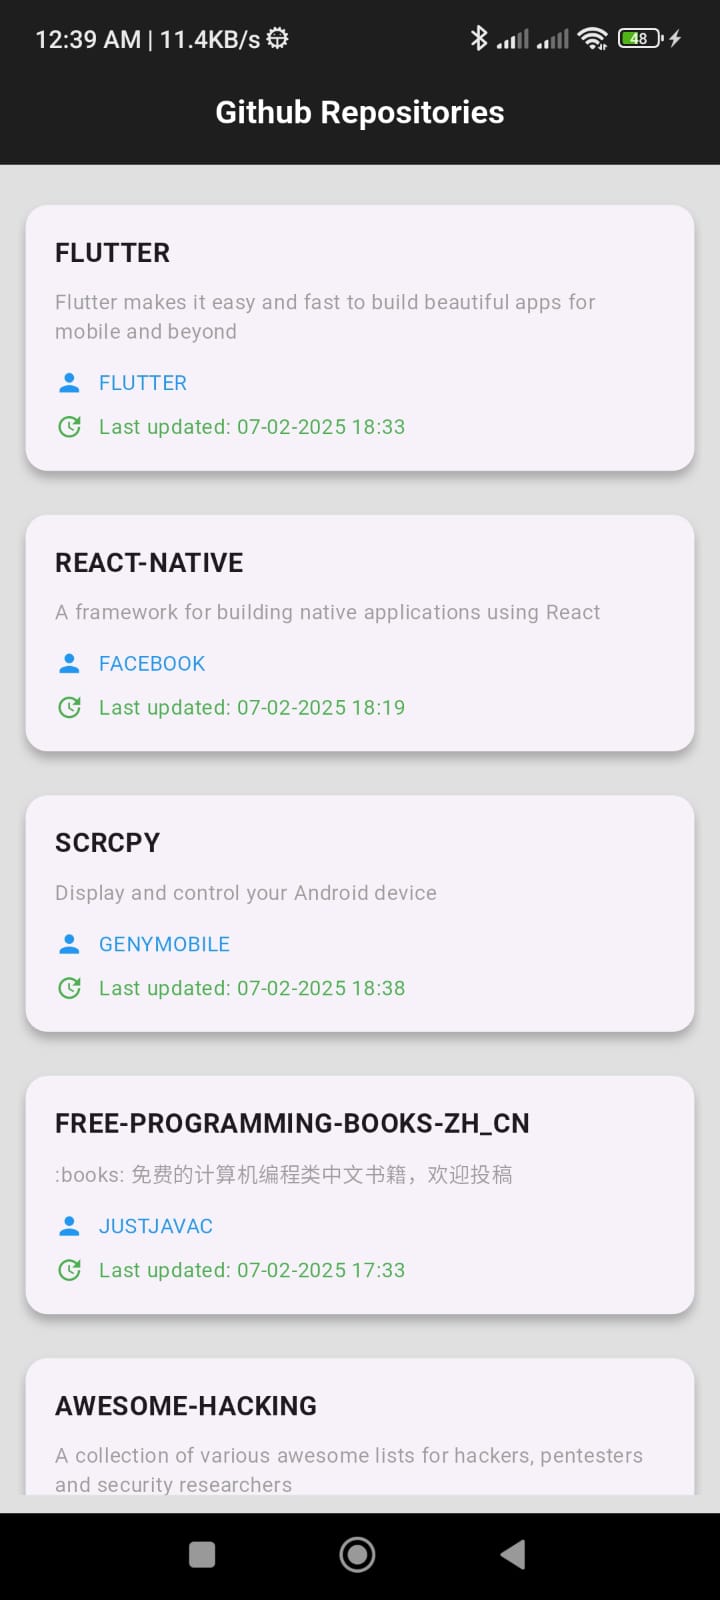 12:39 AM | 11.4KB/s
48
Github Repositories
FLUTTER
Flutter makes it easy and fast to build beautiful apps for
mobile and beyond
FLUTTER
Last updated: 07-02-2025 18:33
REACT-NATIVE
A framework for building native applications using React
FACEBOOK
Last updated: 07-02-2025 18:19
SCRCPY
Display and control your Android device
GENYMOBILE
Last updated: 07-02-2025 18:38
FREE-PROGRAMMING-BOOKS-ZH_CN
:books: 免费的计算机编程类中文书籍，欢迎投稿
JUSTJAVAC
Last updated: 07-02-2025 17:33
AWESOME-HACKING
A collection of various awesome lists for hackers, pentesters
and security researchers